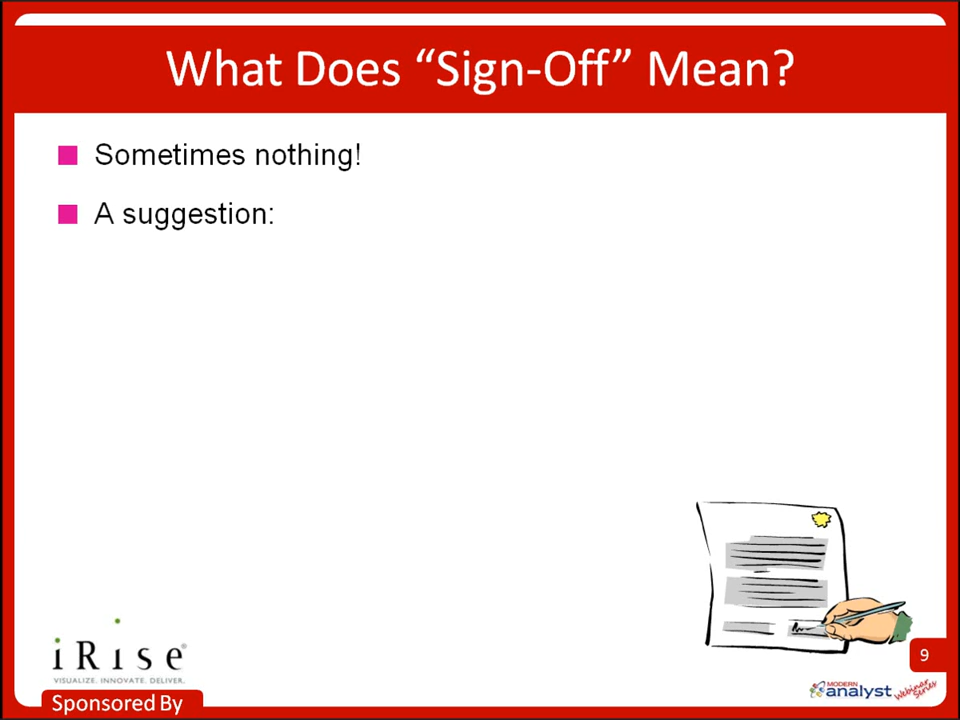 What Does “Sign-Off” Mean?
Sometimes nothing!
A suggestion:
iRise®
VISUALIZE. INNOVATE. DELIVER.
Sponsored By
9
MODERN
analyst
Webinar
Series